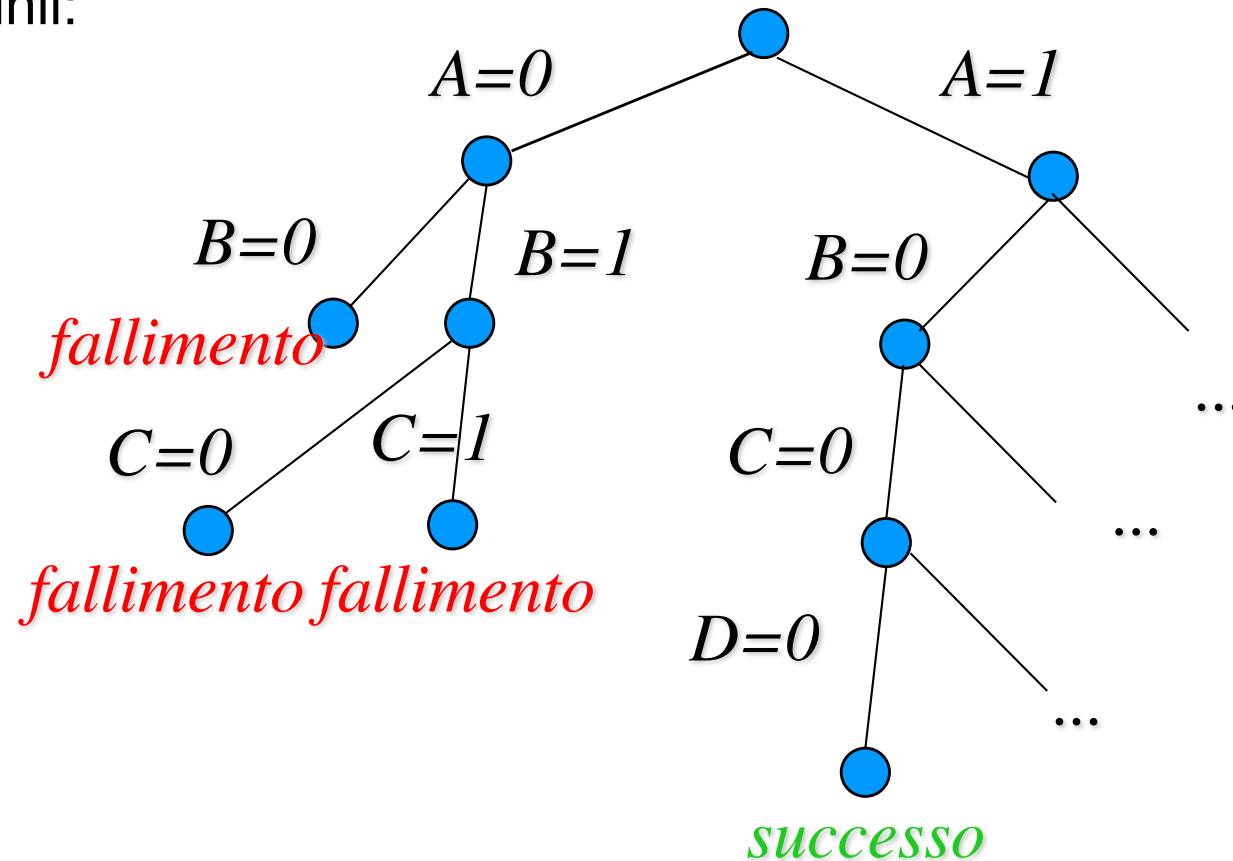 A=0
A=1
B=0
B=1
B=0
fallimento
...
C=0
C=1
C=0
...
fallimento fallimento
D=0
...
successo